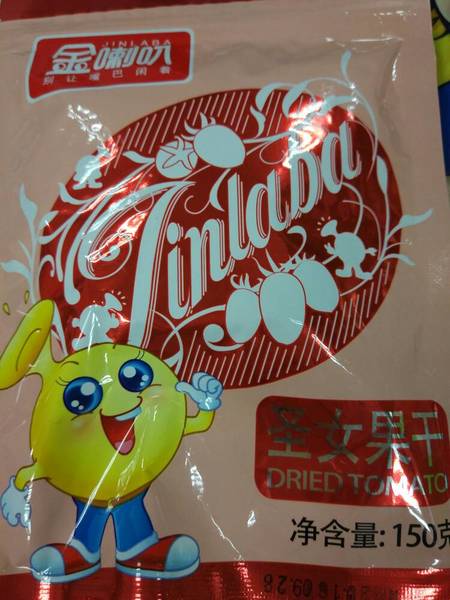 JINLABA
金喇叭
别让嘴巴闲着
Jinlaba
圣女果干
DRIED TOMATO
净含量: 150克